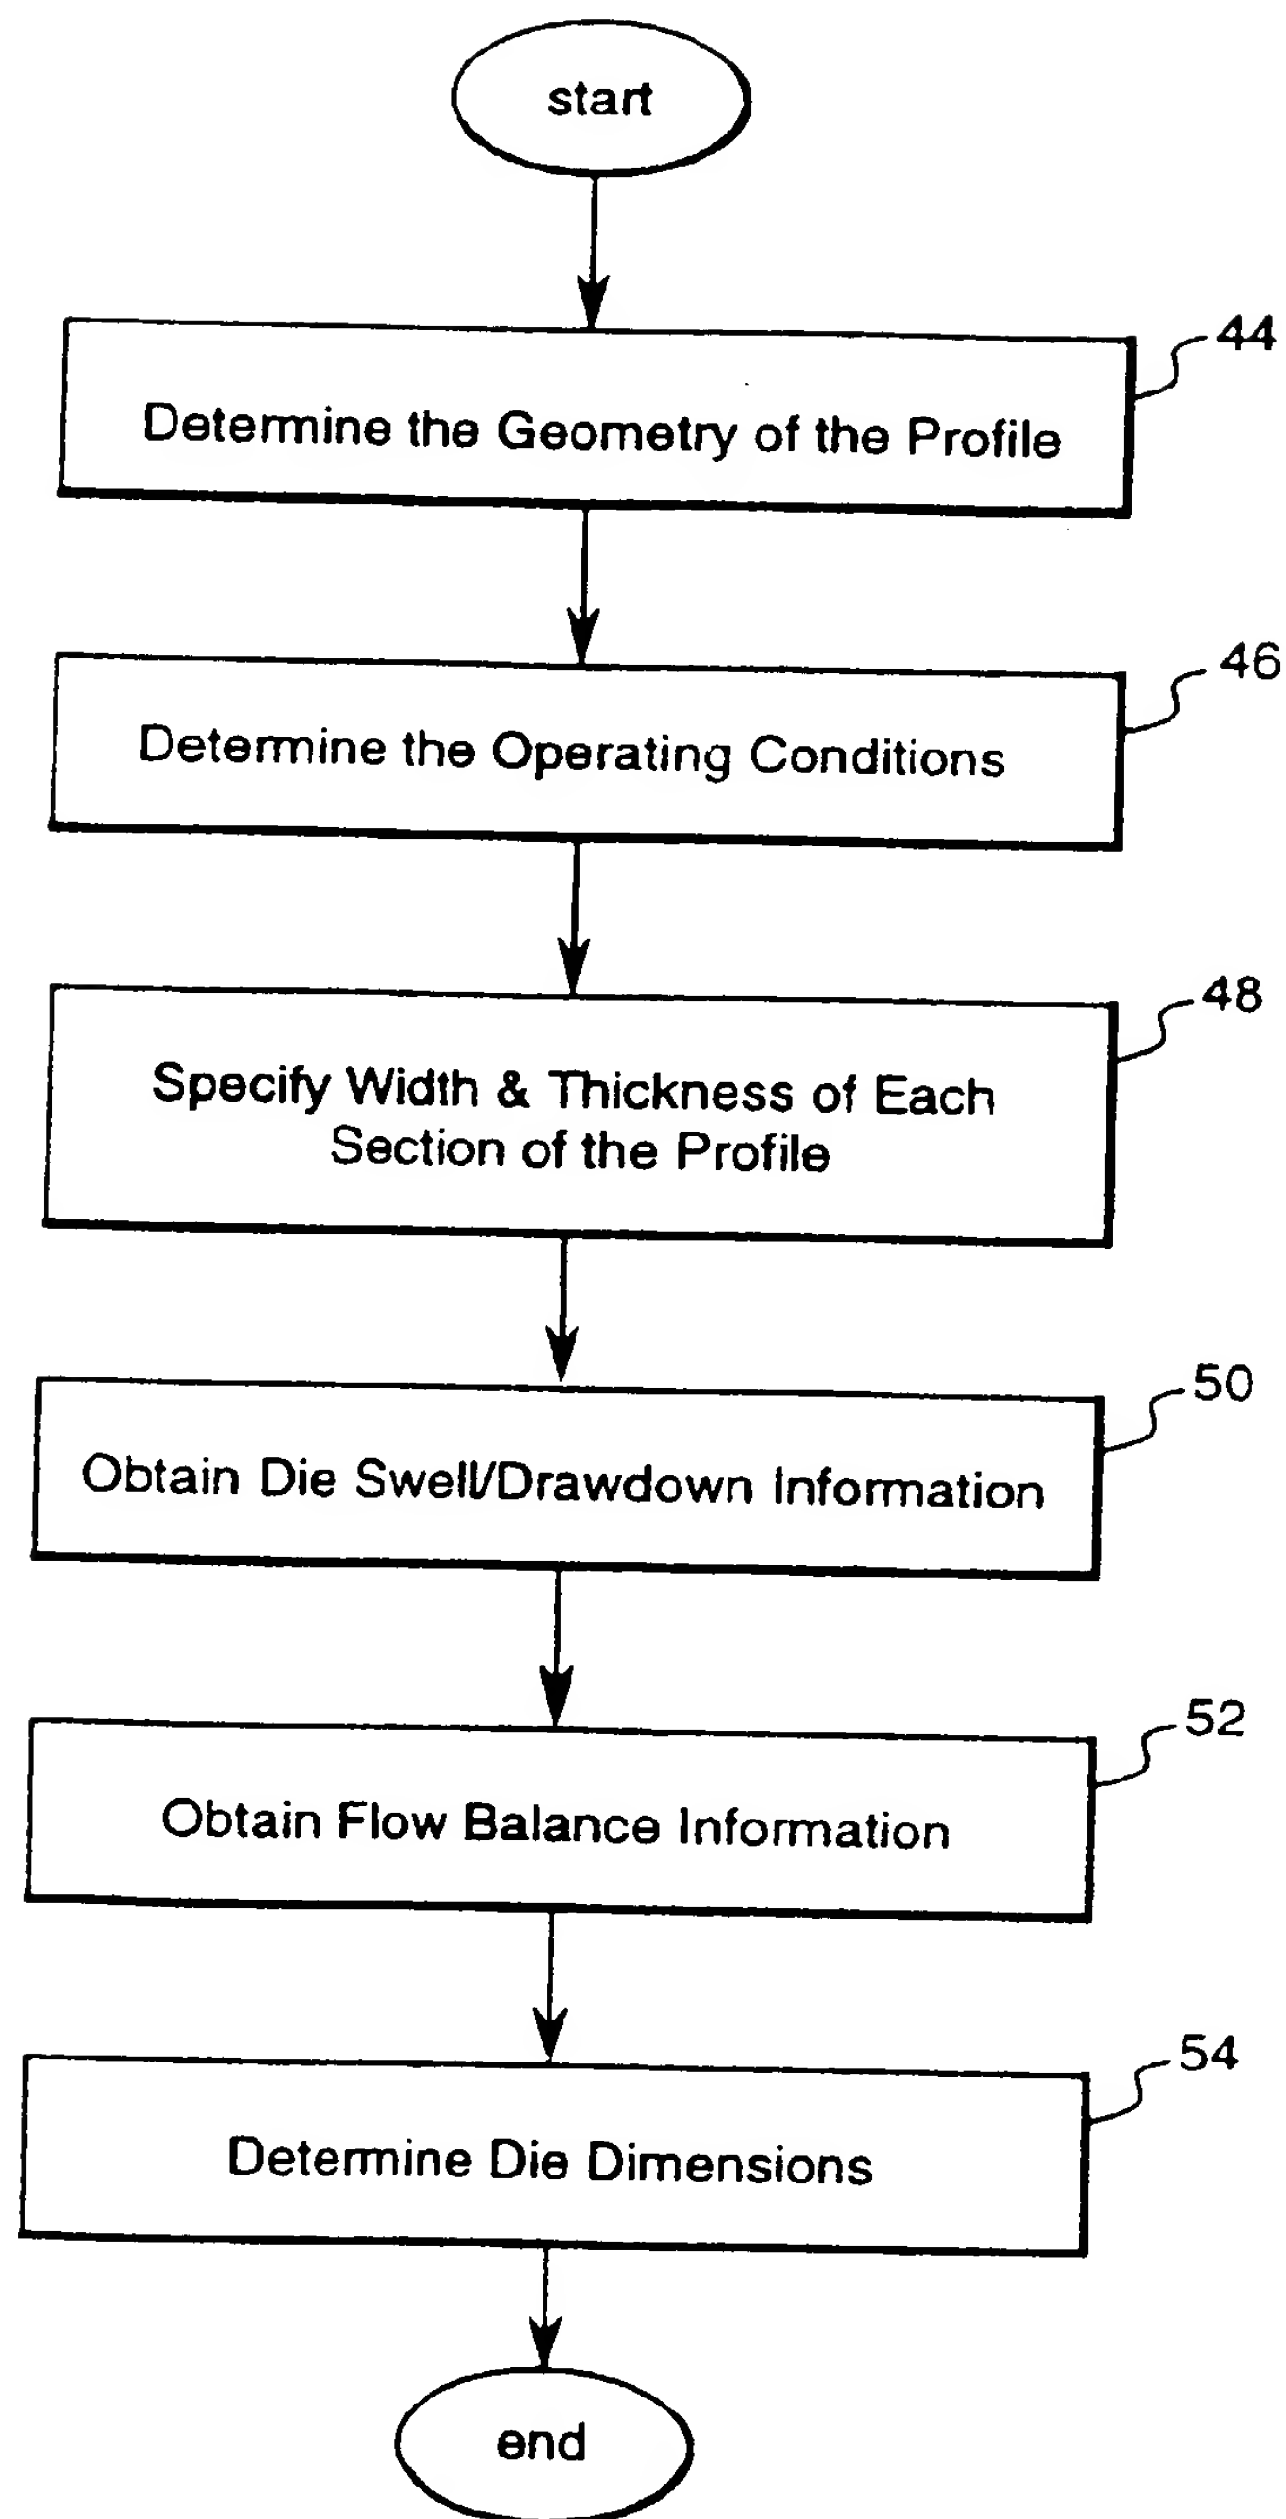 start
44
Determine the Geometry of the Profile
46
Determine the Operating Conditions
48
Specify Width & Thickness of Each
Section of the Profile
50
Obtain Die Swell/Drawdown Information
52
Obtain Flow Balance Information
54
Determine Die Dimensions
end